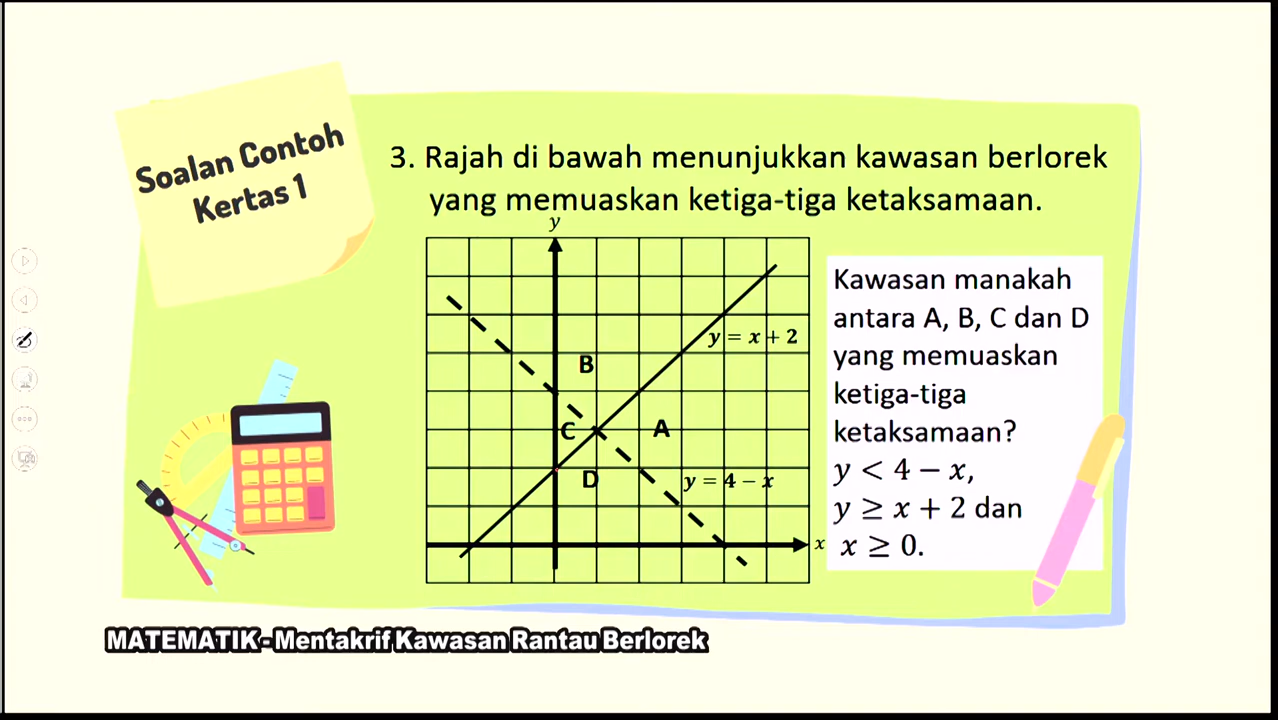 Soalan Contoh
Kertas 1
3. Rajah di bawah menunjukkan kawasan berlorek
yang memuaskan ketiga-tiga ketaksamaan.
y
y = x + 2
B
C
A
D
y = 4 − x
x
Kawasan manakah
antara A, B, C dan D
yang memuaskan
ketiga-tiga
ketaksamaan?
y < 4 − x,
y ≥ x + 2 dan
x ≥ 0.
MATEMATIK - Mentakrif Kawasan Rantau Berlorek